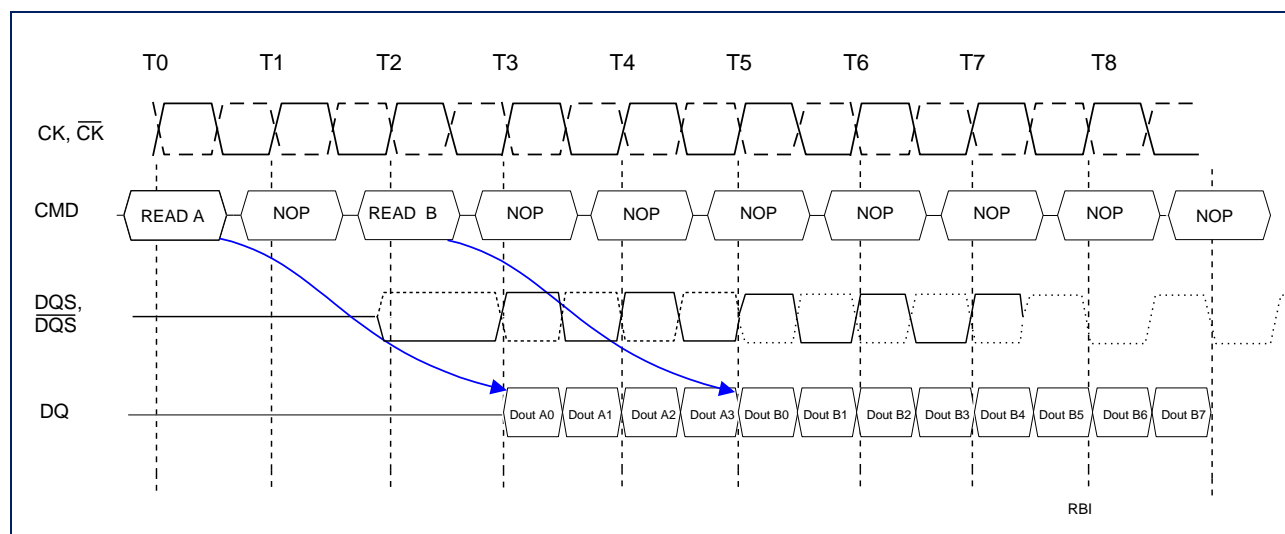 T0 T1 T2 T3 T4 T5 T6 T7 T8
CK, CK
CMD READ A NOP READ B NOP NOP NOP NOP NOP NOP NOP
DQS,
DQS
DQ Dout A0 Dout A1 Dout A2 Dout A3 Dout B0 Dout B1 Dout B2 Dout B3 Dout B4 Dout B5 Dout B6 Dout B7
RBI